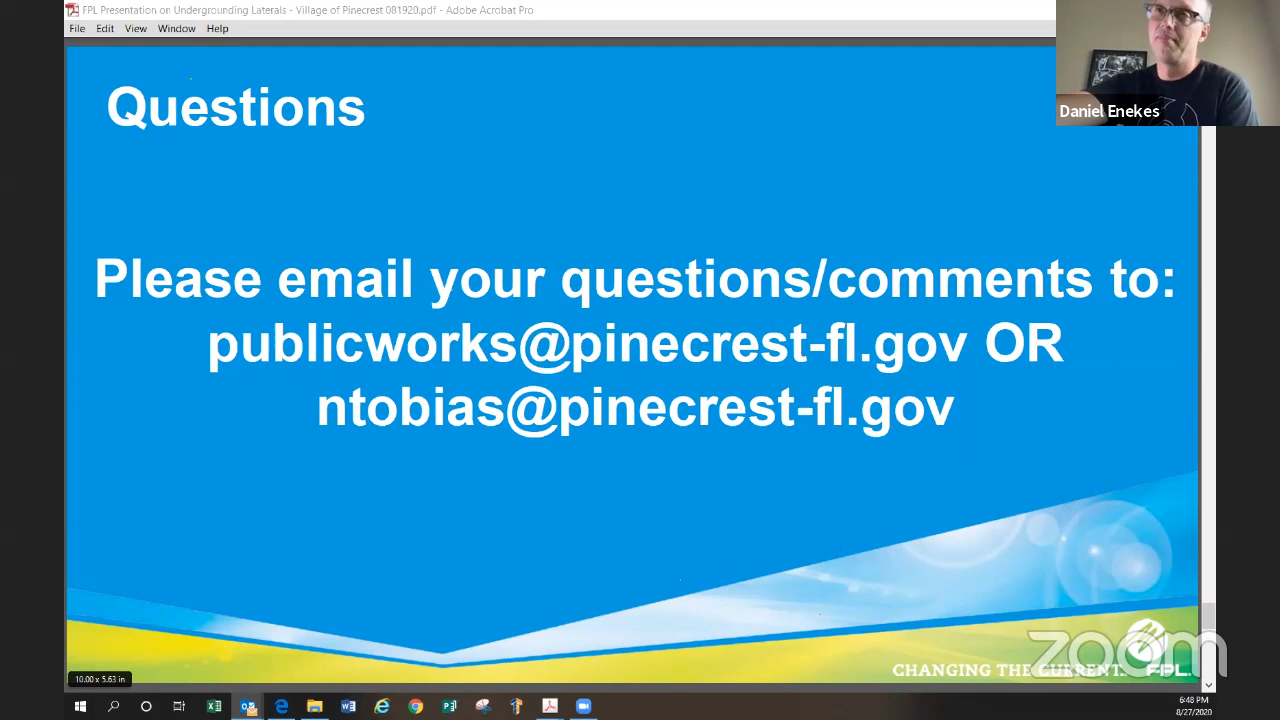 FPL Presentation on Undergrounding Laterals - Village of Pinecrest 081920.pdf - Adobe Acrobat Pro
File Edit View Window Help
Daniel Enekes
Questions
Please email your questions/comments to:
publicworks@pinecrest-fl.gov OR
ntobias@pinecrest-fl.gov
zoom
CHANGING THE CURRENT.
FPL.
10.00 x 5.63 in
6:48 PM
8/27/2020